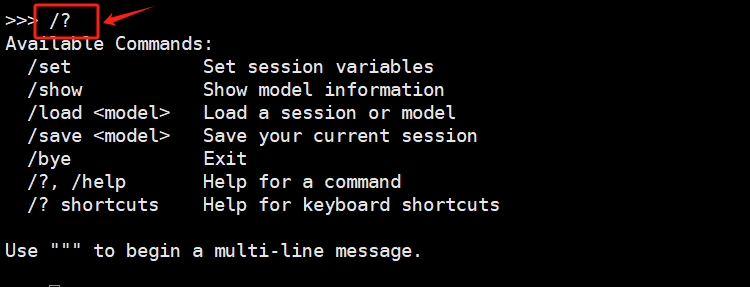 >>> /?
Available Commands:
  /set            Set session variables
  /show           Show model information
  /load <model>   Load a session or model
  /save <model>   Save your current session
  /bye            Exit
  /?, /help       Help for a command
  /? shortcuts    Help for keyboard shortcuts
Use """ to begin a multi-line message.